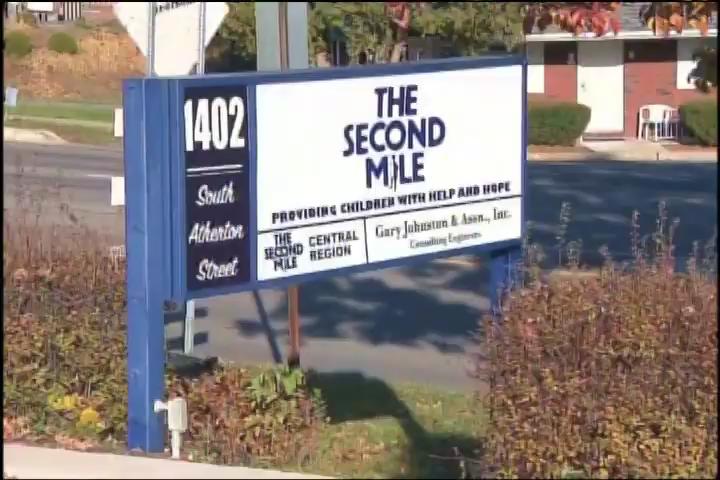 1402
South
Atherton
Street
THE
SECOND
MILE
PROVIDING CHILDREN WITH HELP AND HOPE
THE
SECOND
MILE
CENTRAL
REGION
Gary Johnston & Assn., Inc.
Consulting Engineers